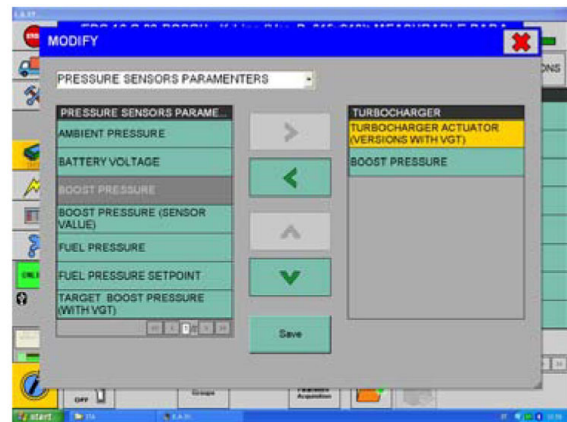 MODIFY
ONS
PRESSURE SENSORS PARAMENTERS
PRESSURE SENSORS PARAME...
AMBIENT PRESSURE
BATTERY VOLTAGE
BOOST PRESSURE
BOOST PRESSURE (SENSOR
VALUE)
FUEL PRESSURE
FUEL PRESSURE SETPOINT
TARGET BOOST PRESSURE
(WITH VGT)
Save
TURBOCHARGER
TURBOCHARGER ACTUATOR
(VERSIONS WITH VGT)
BOOST PRESSURE
OFF
Groups
Acquisition
start